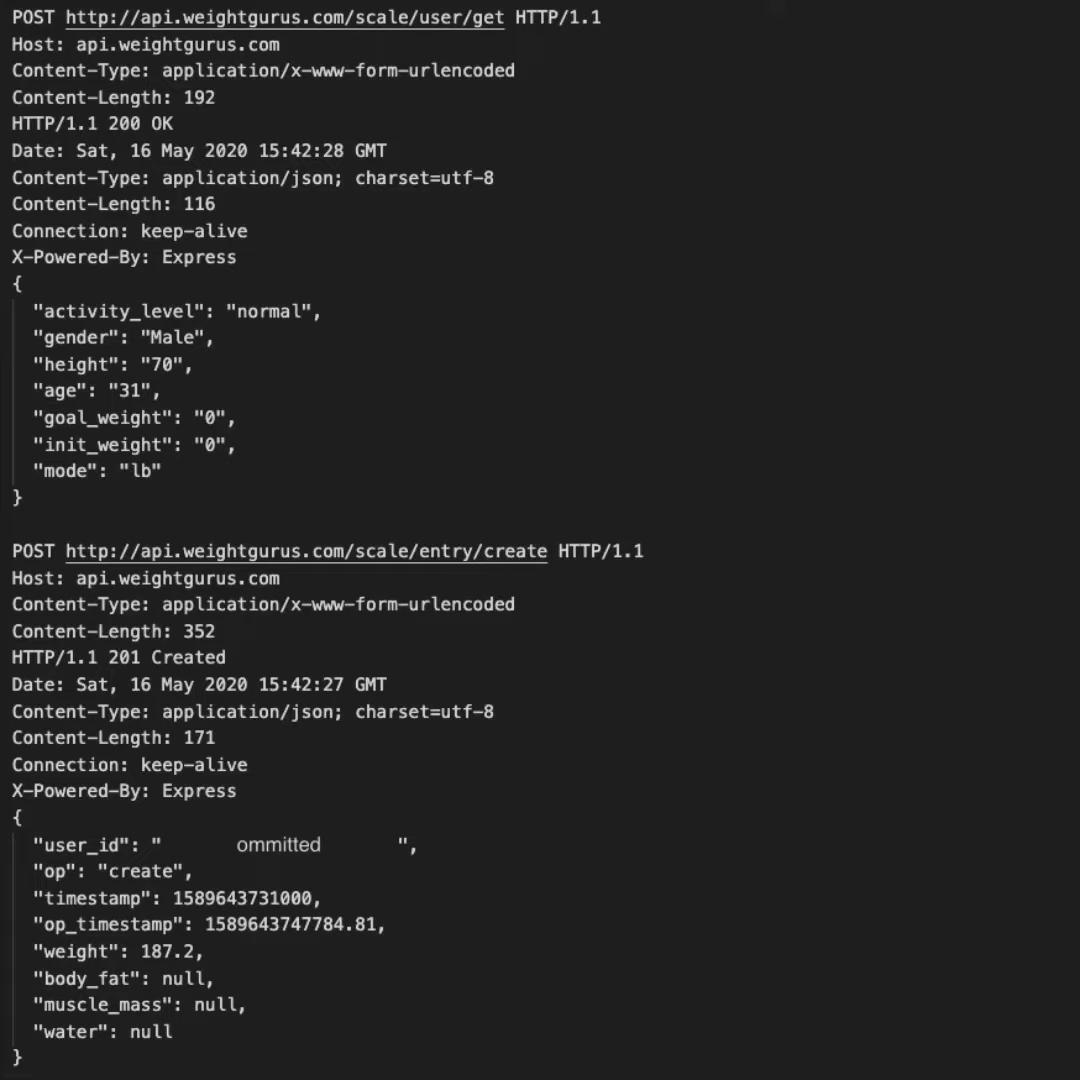 POST http://api.weightgurus.com/scale/user/get HTTP/1.1
Host: api.weightgurus.com
Content-Type: application/x-www-form-urlencoded
Content-Length: 192
HTTP/1.1 200 OK
Date: Sat, 16 May 2020 15:42:28 GMT
Content-Type: application/json; charset=utf-8
Content-Length: 116
Connection: keep-alive
X-Powered-By: Express
{
  "activity_level": "normal",
  "gender": "Male",
  "height": "70",
  "age": "31",
  "goal_weight": "0",
  "init_weight": "0",
  "mode": "lb"
}

POST http://api.weightgurus.com/scale/entry/create HTTP/1.1
Host: api.weightgurus.com
Content-Type: application/x-www-form-urlencoded
Content-Length: 352
HTTP/1.1 201 Created
Date: Sat, 16 May 2020 15:42:27 GMT
Content-Type: application/json; charset=utf-8
Content-Length: 171
Connection: keep-alive
X-Powered-By: Express
{
  "user_id": " ommitted ",
  "op": "create",
  "timestamp": 1589643731000,
  "op_timestamp": 1589643747784.81,
  "weight": 187.2,
  "body_fat": null,
  "muscle_mass": null,
  "water": null
}